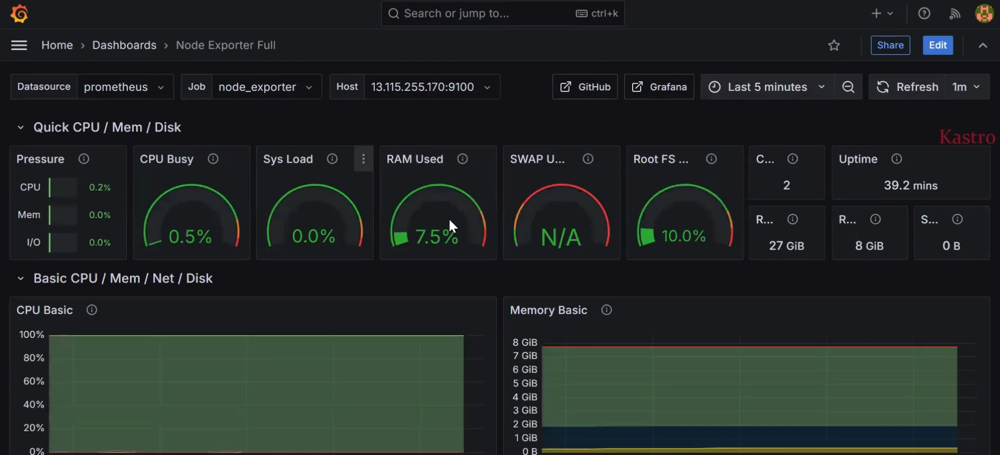 Search or jump to... ctrl+k
Home › Dashboards › Node Exporter Full
Share Edit
Datasource prometheus Job node_exporter Host 13.115.255.170:9100 GitHub Grafana Last 5 minutes Refresh 1m
Quick CPU / Mem / Disk
Kastro
Pressure CPU Busy Sys Load RAM Used SWAP U... Root FS ... C... Uptime
CPU 0.2%
Mem 0.0%
I/O 0.0%
0.5%
0.0%
7.5%
N/A
10.0%
2
39.2 mins
R... R... S...
27 GiB 8 GiB 0 B
Basic CPU / Mem / Net / Disk
CPU Basic
100%
80%
60%
40%
20%
0%
Memory Basic
8 GiB
7 GiB
6 GiB
5 GiB
4 GiB
3 GiB
2 GiB
1 GiB
0 B